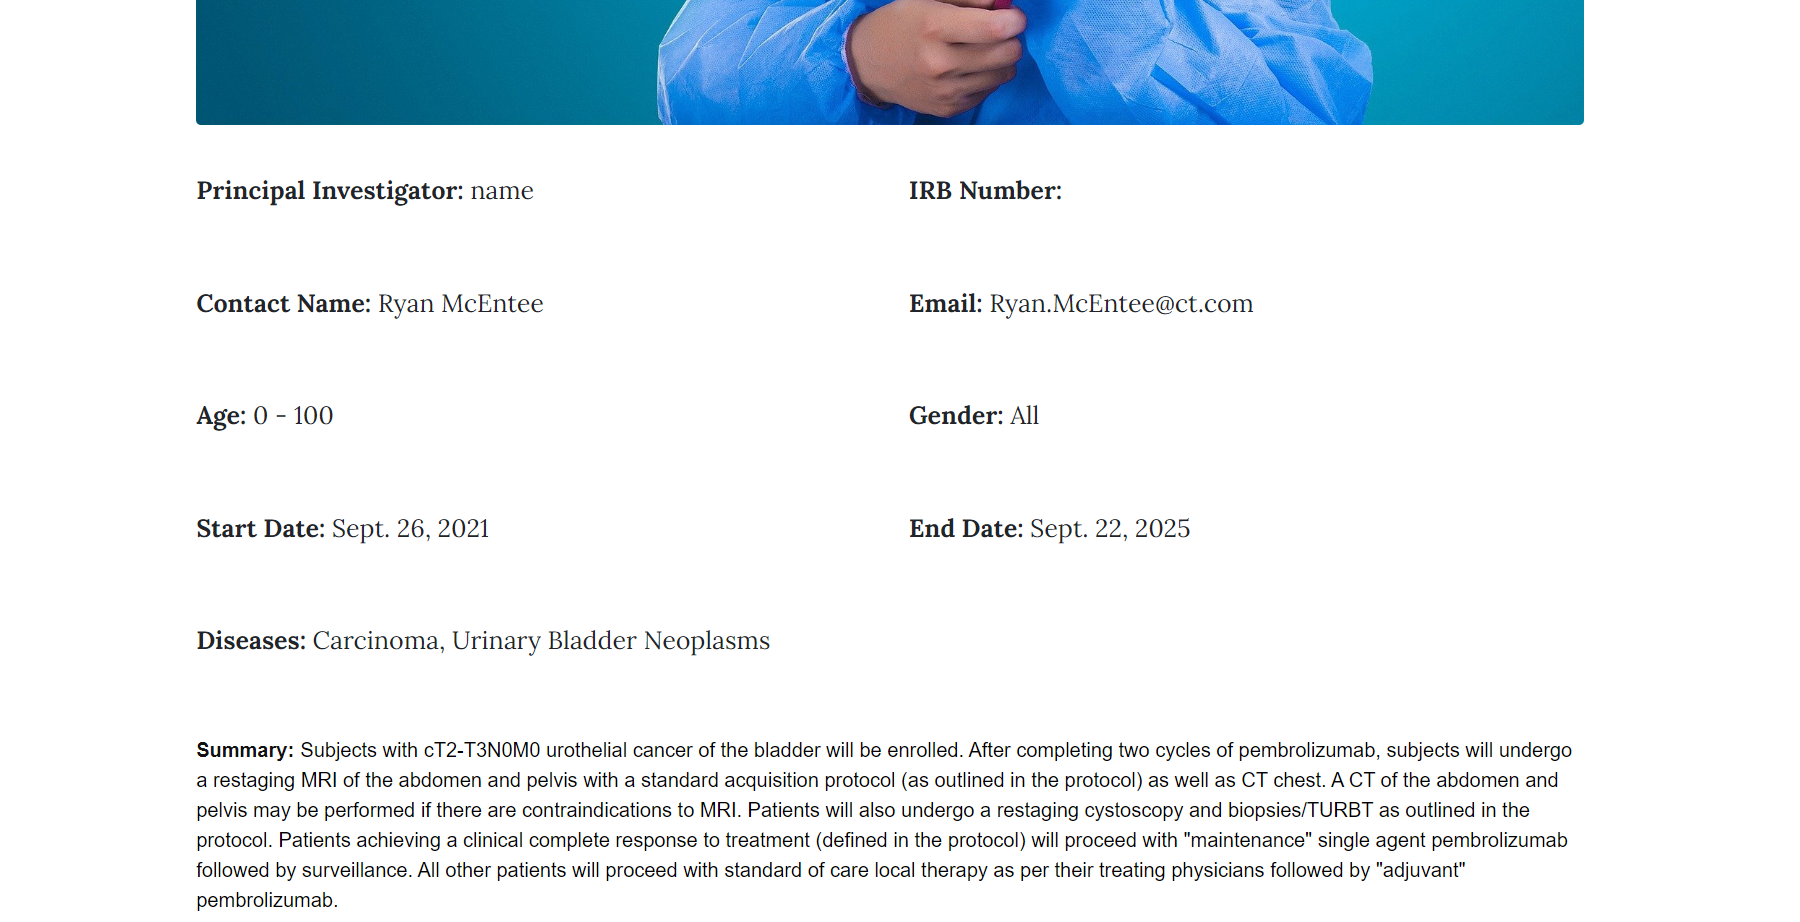 Principal Investigator: name
IRB Number:
Contact Name: Ryan McEntee
Email: Ryan.McEntee@ct.com
Age: 0 - 100
Gender: All
Start Date: Sept. 26, 2021
End Date: Sept. 22, 2025
Diseases: Carcinoma, Urinary Bladder Neoplasms
Summary: Subjects with cT2-T3N0M0 urothelial cancer of the bladder will be enrolled. After completing two cycles of pembrolizumab, subjects will undergo
a restaging MRI of the abdomen and pelvis with a standard acquisition protocol (as outlined in the protocol) as well as CT chest. A CT of the abdomen and
pelvis may be performed if there are contraindications to MRI. Patients will also undergo a restaging cystoscopy and biopsies/TURBT as outlined in the
protocol. Patients achieving a clinical complete response to treatment (defined in the protocol) will proceed with "maintenance" single agent pembrolizumab
followed by surveillance. All other patients will proceed with standard of care local therapy as per their treating physicians followed by "adjuvant"
pembrolizumab.